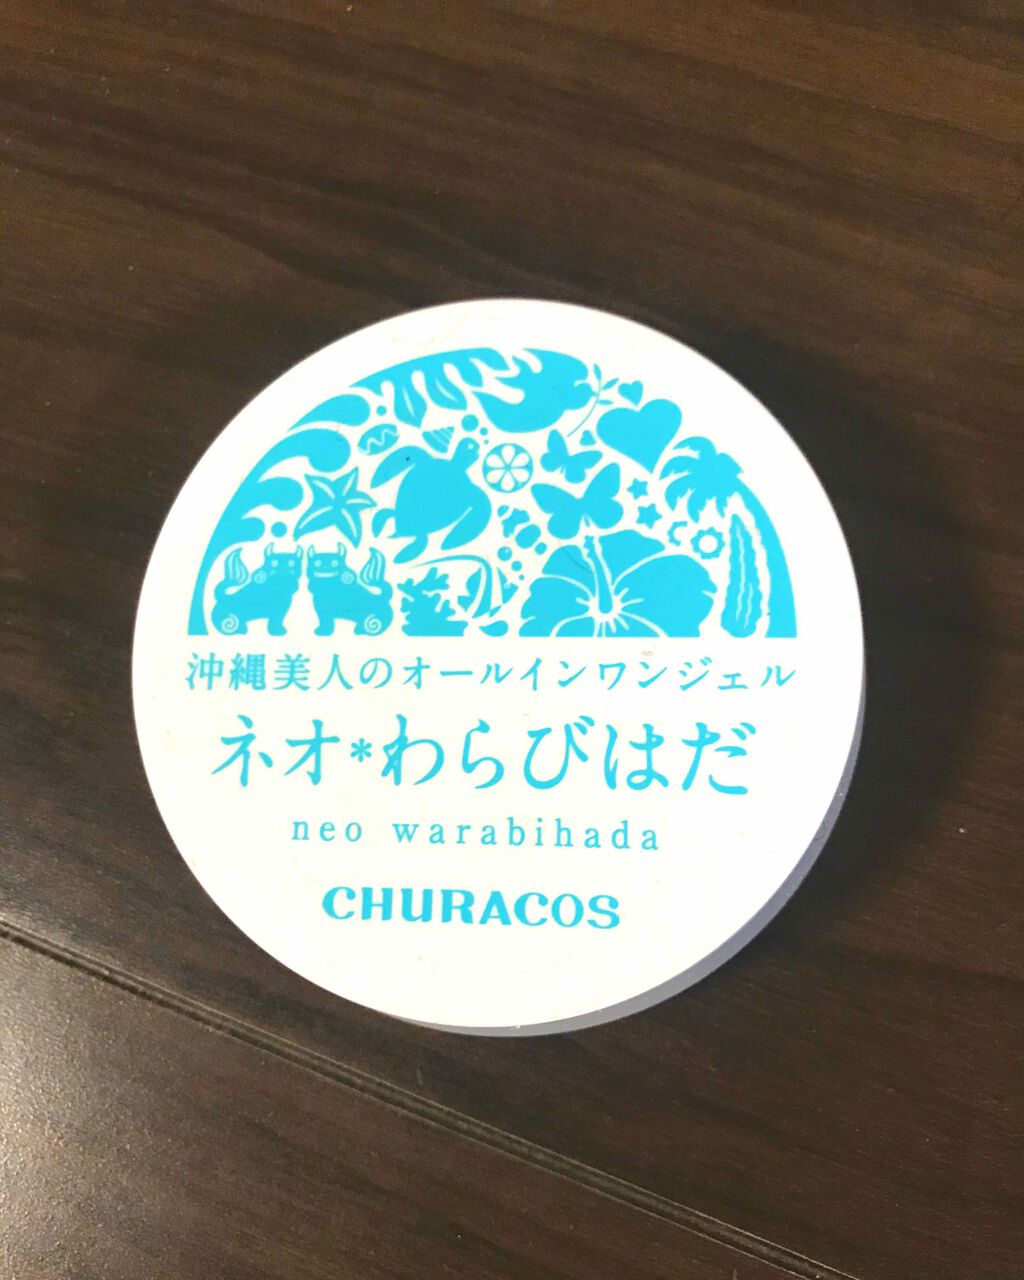 沖縄美人のオールインワンジェル
ネオ*わらびはだ
neo warabihada
CHURACOS